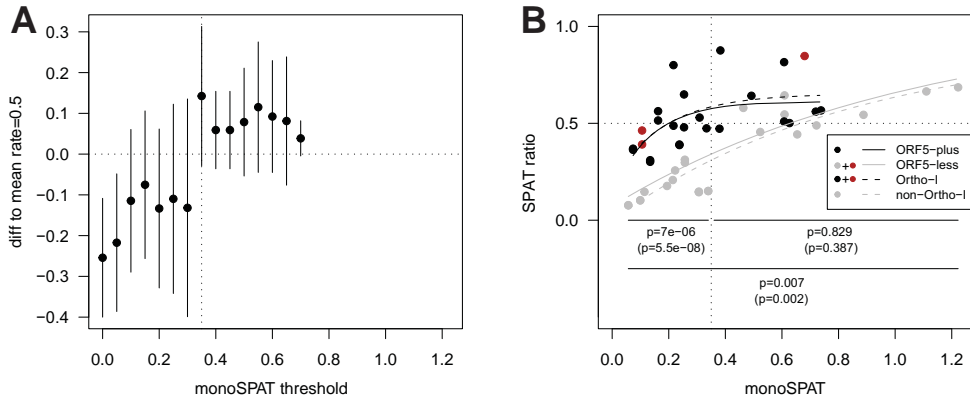 A
diff to mean rate=0.5
0.3
0.2
0.1
0.0
−0.1
−0.2
−0.3
−0.4
0.0 0.2 0.4 0.6 0.8 1.0 1.2
monoSPAT threshold
B
SPAT ratio
1.0
0.5
0.0
ORF5-plus
+ ORF5-less
+ Ortho-I
non-Ortho-I
p=7e−06
(p=5.5e−08)
p=0.829
(p=0.387)
p=0.007
(p=0.002)
0.0 0.2 0.4 0.6 0.8 1.0 1.2
monoSPAT